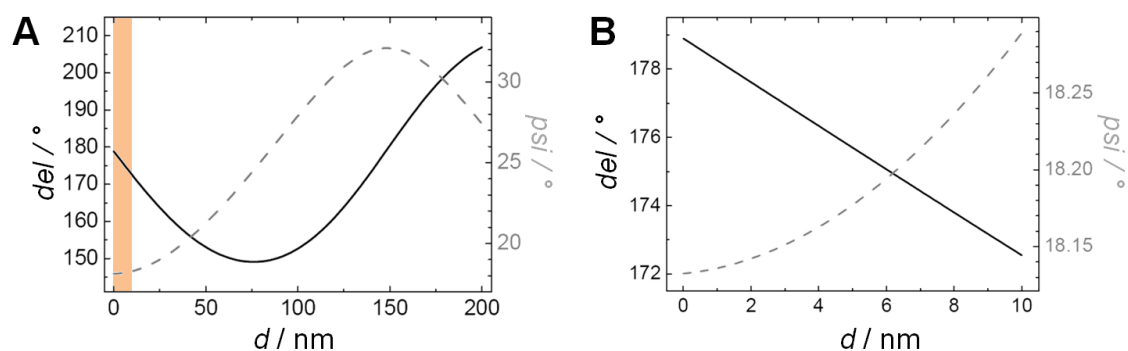 A
210
200
190
180
170
160
150
del / °
30
25
20
psi / °
0 50 100 150 200
d / nm
B
178
176
174
172
del / °
18.25
18.20
18.15
psi / °
0 2 4 6 8 10
d / nm